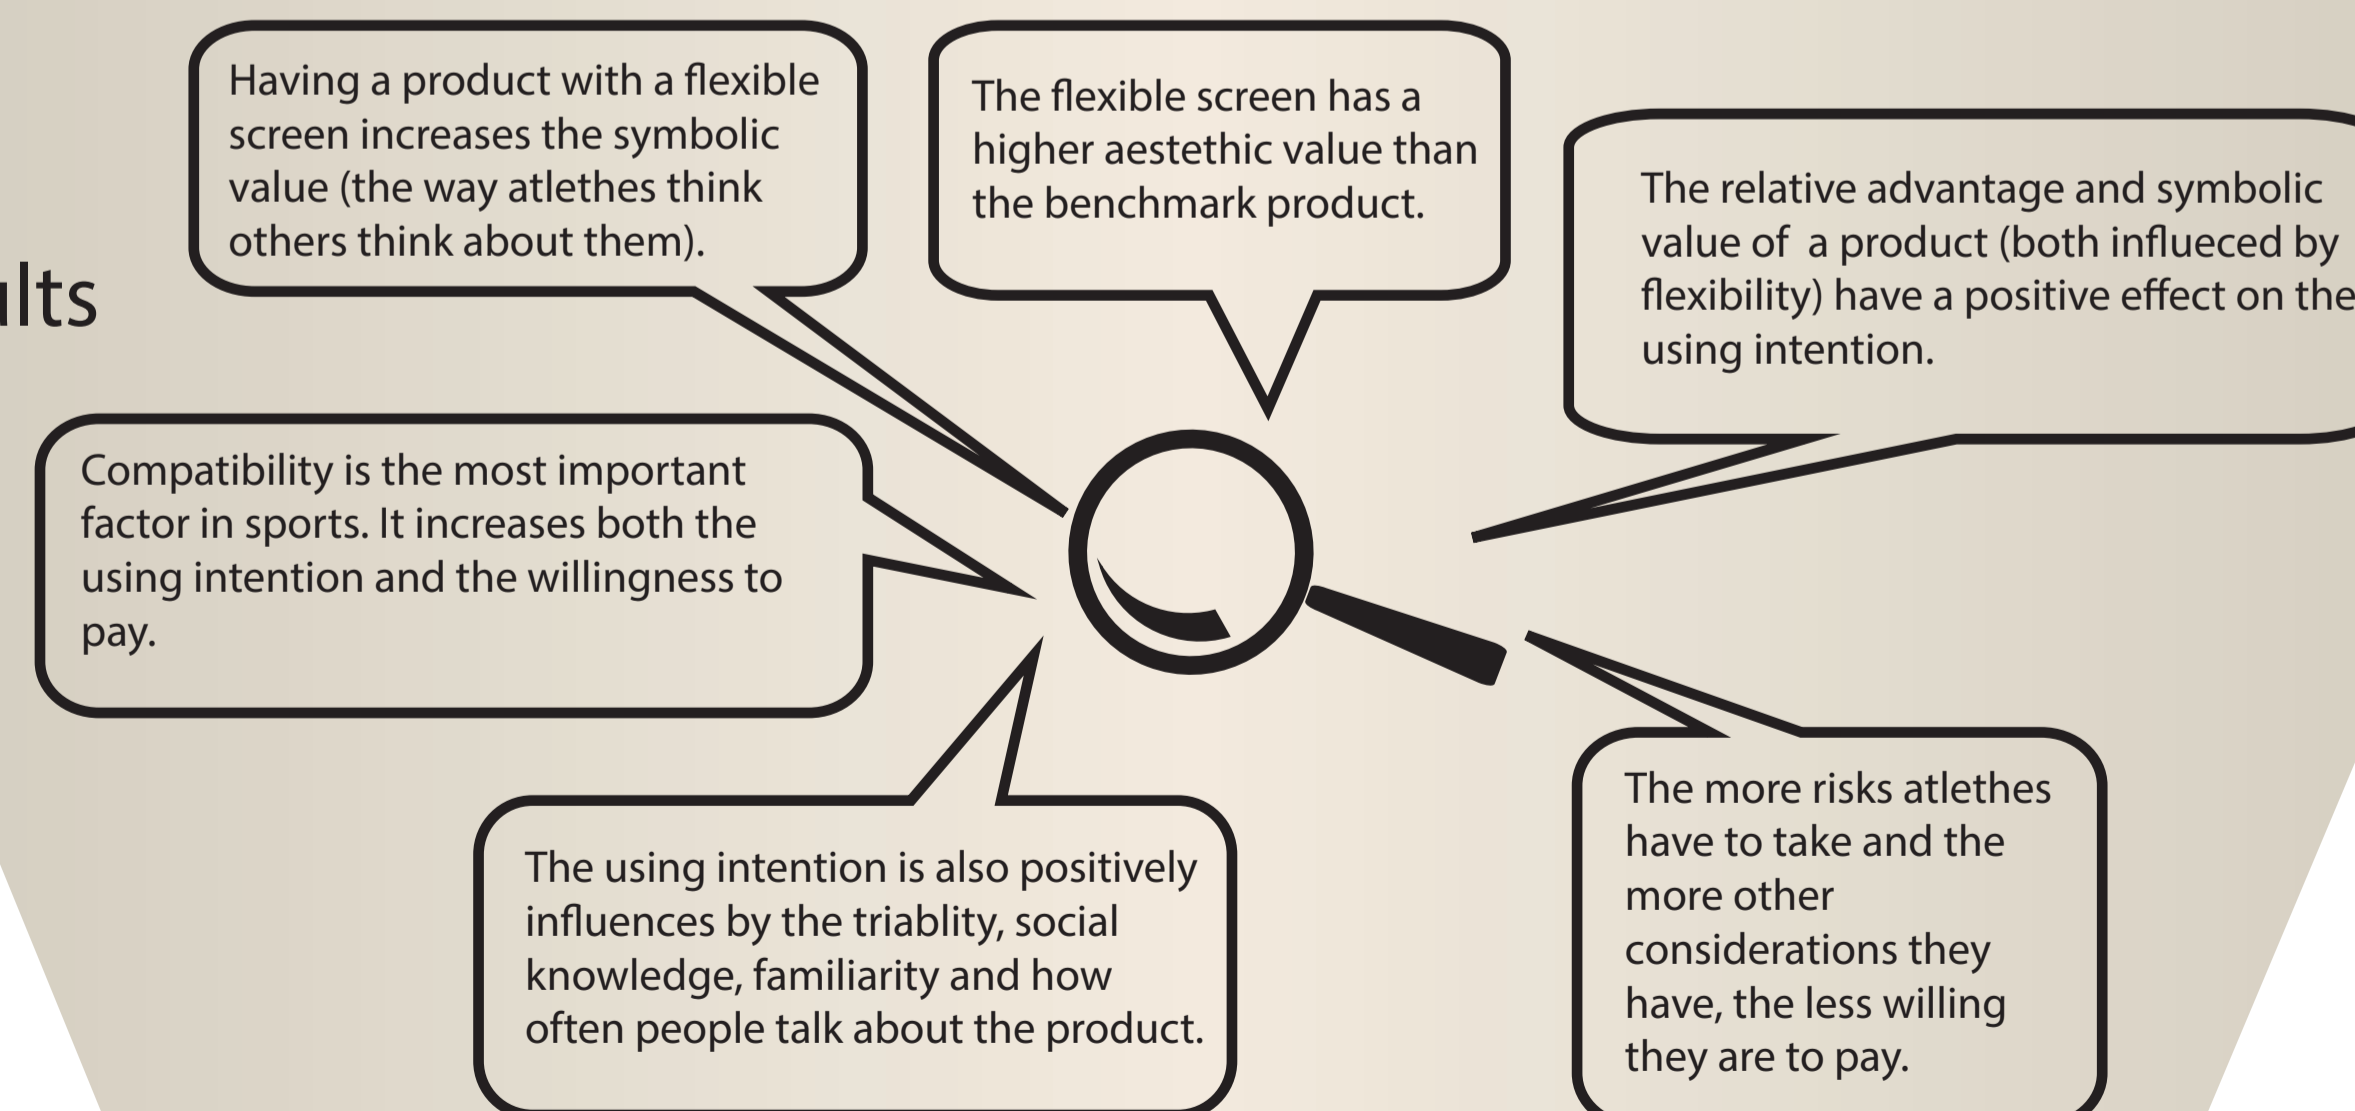 Having a product with a flexible
screen increases the symbolic
value (the way atlethes think
others think about them).
The flexible screen has a
higher aestethic value than
the benchmark product.
The relative advantage and symbolic
value of  a product (both influeced by
flexibility) have a positive effect on the
using intention.
Compatibility is the most important
factor in sports. It increases both the
using intention and the willingness to
pay.
The using intention is also positively
influences by the triablity, social
knowledge, familiarity and how
often people talk about the product.
The more risks atlethes
have to take and the
more other
considerations they
have, the less willing
they are to pay.